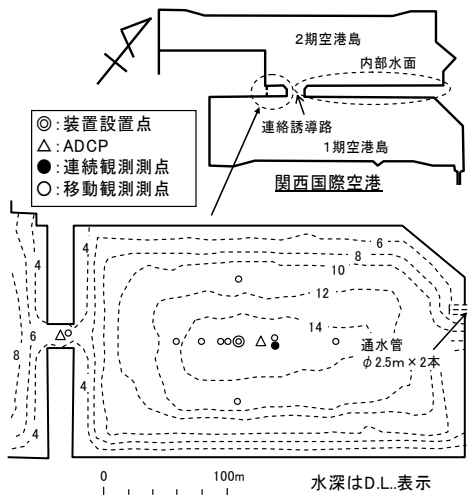 2期空港島
内部水面
連絡誘導路
1期空港島
関西国際空港
◎:装置設置点
△:ADCP
●:連続観測測点
○:移動観測測点
4
4
6
8
10
12
14
4
6
8
4
4
通水管
φ2.5m×2本
0
100m
水深はD.L..表示